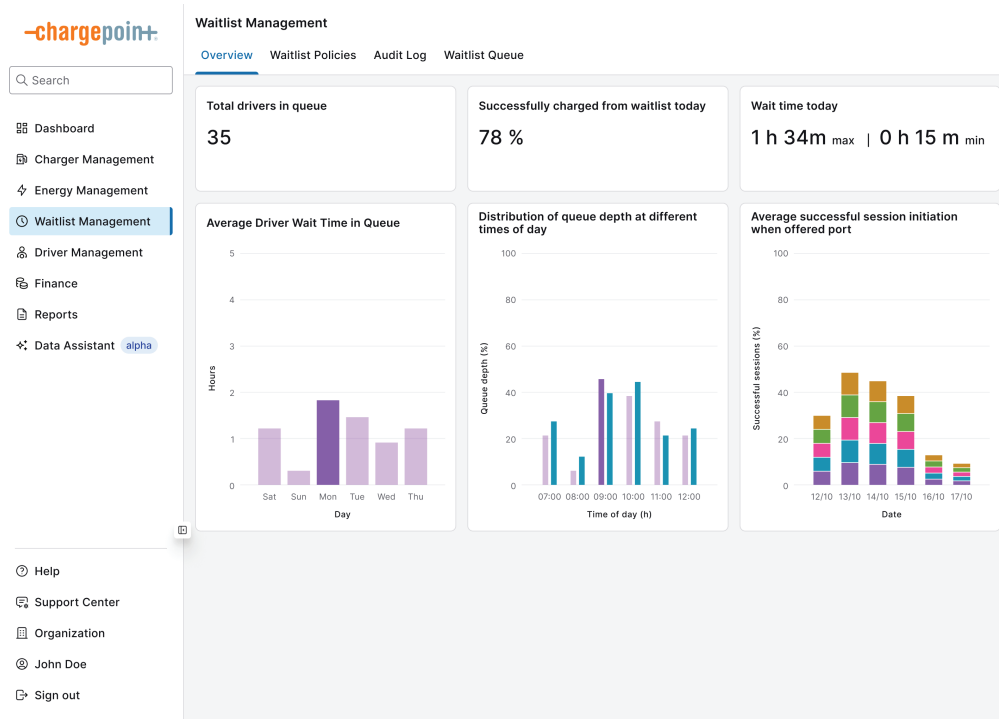 chargepoint
Search
Dashboard
Charger Management
Energy Management
Waitlist Management
Driver Management
Finance
Reports
Data Assistant alpha
Help
Support Center
Organization
John Doe
Sign out
Waitlist Management
Overview Waitlist Policies Audit Log Waitlist Queue
Total drivers in queue
35
Successfully charged from waitlist today
78 %
Wait time today
1 h 34m max | 0 h 15 m min
Average Driver Wait Time in Queue
5
4
3
2
1
0
Hours
Sat Sun Mon Tue Wed Thu
Day
Distribution of queue depth at different
times of day
100
80
60
40
20
0
Queue depth (%)
07:00 08:00 09:00 10:00 11:00 12:00
Time of day (h)
Average successful session initiation
when offered port
100
80
60
40
20
0
Successful sessions (%)
12/10 13/10 14/10 15/10 16/10 17/10
Date